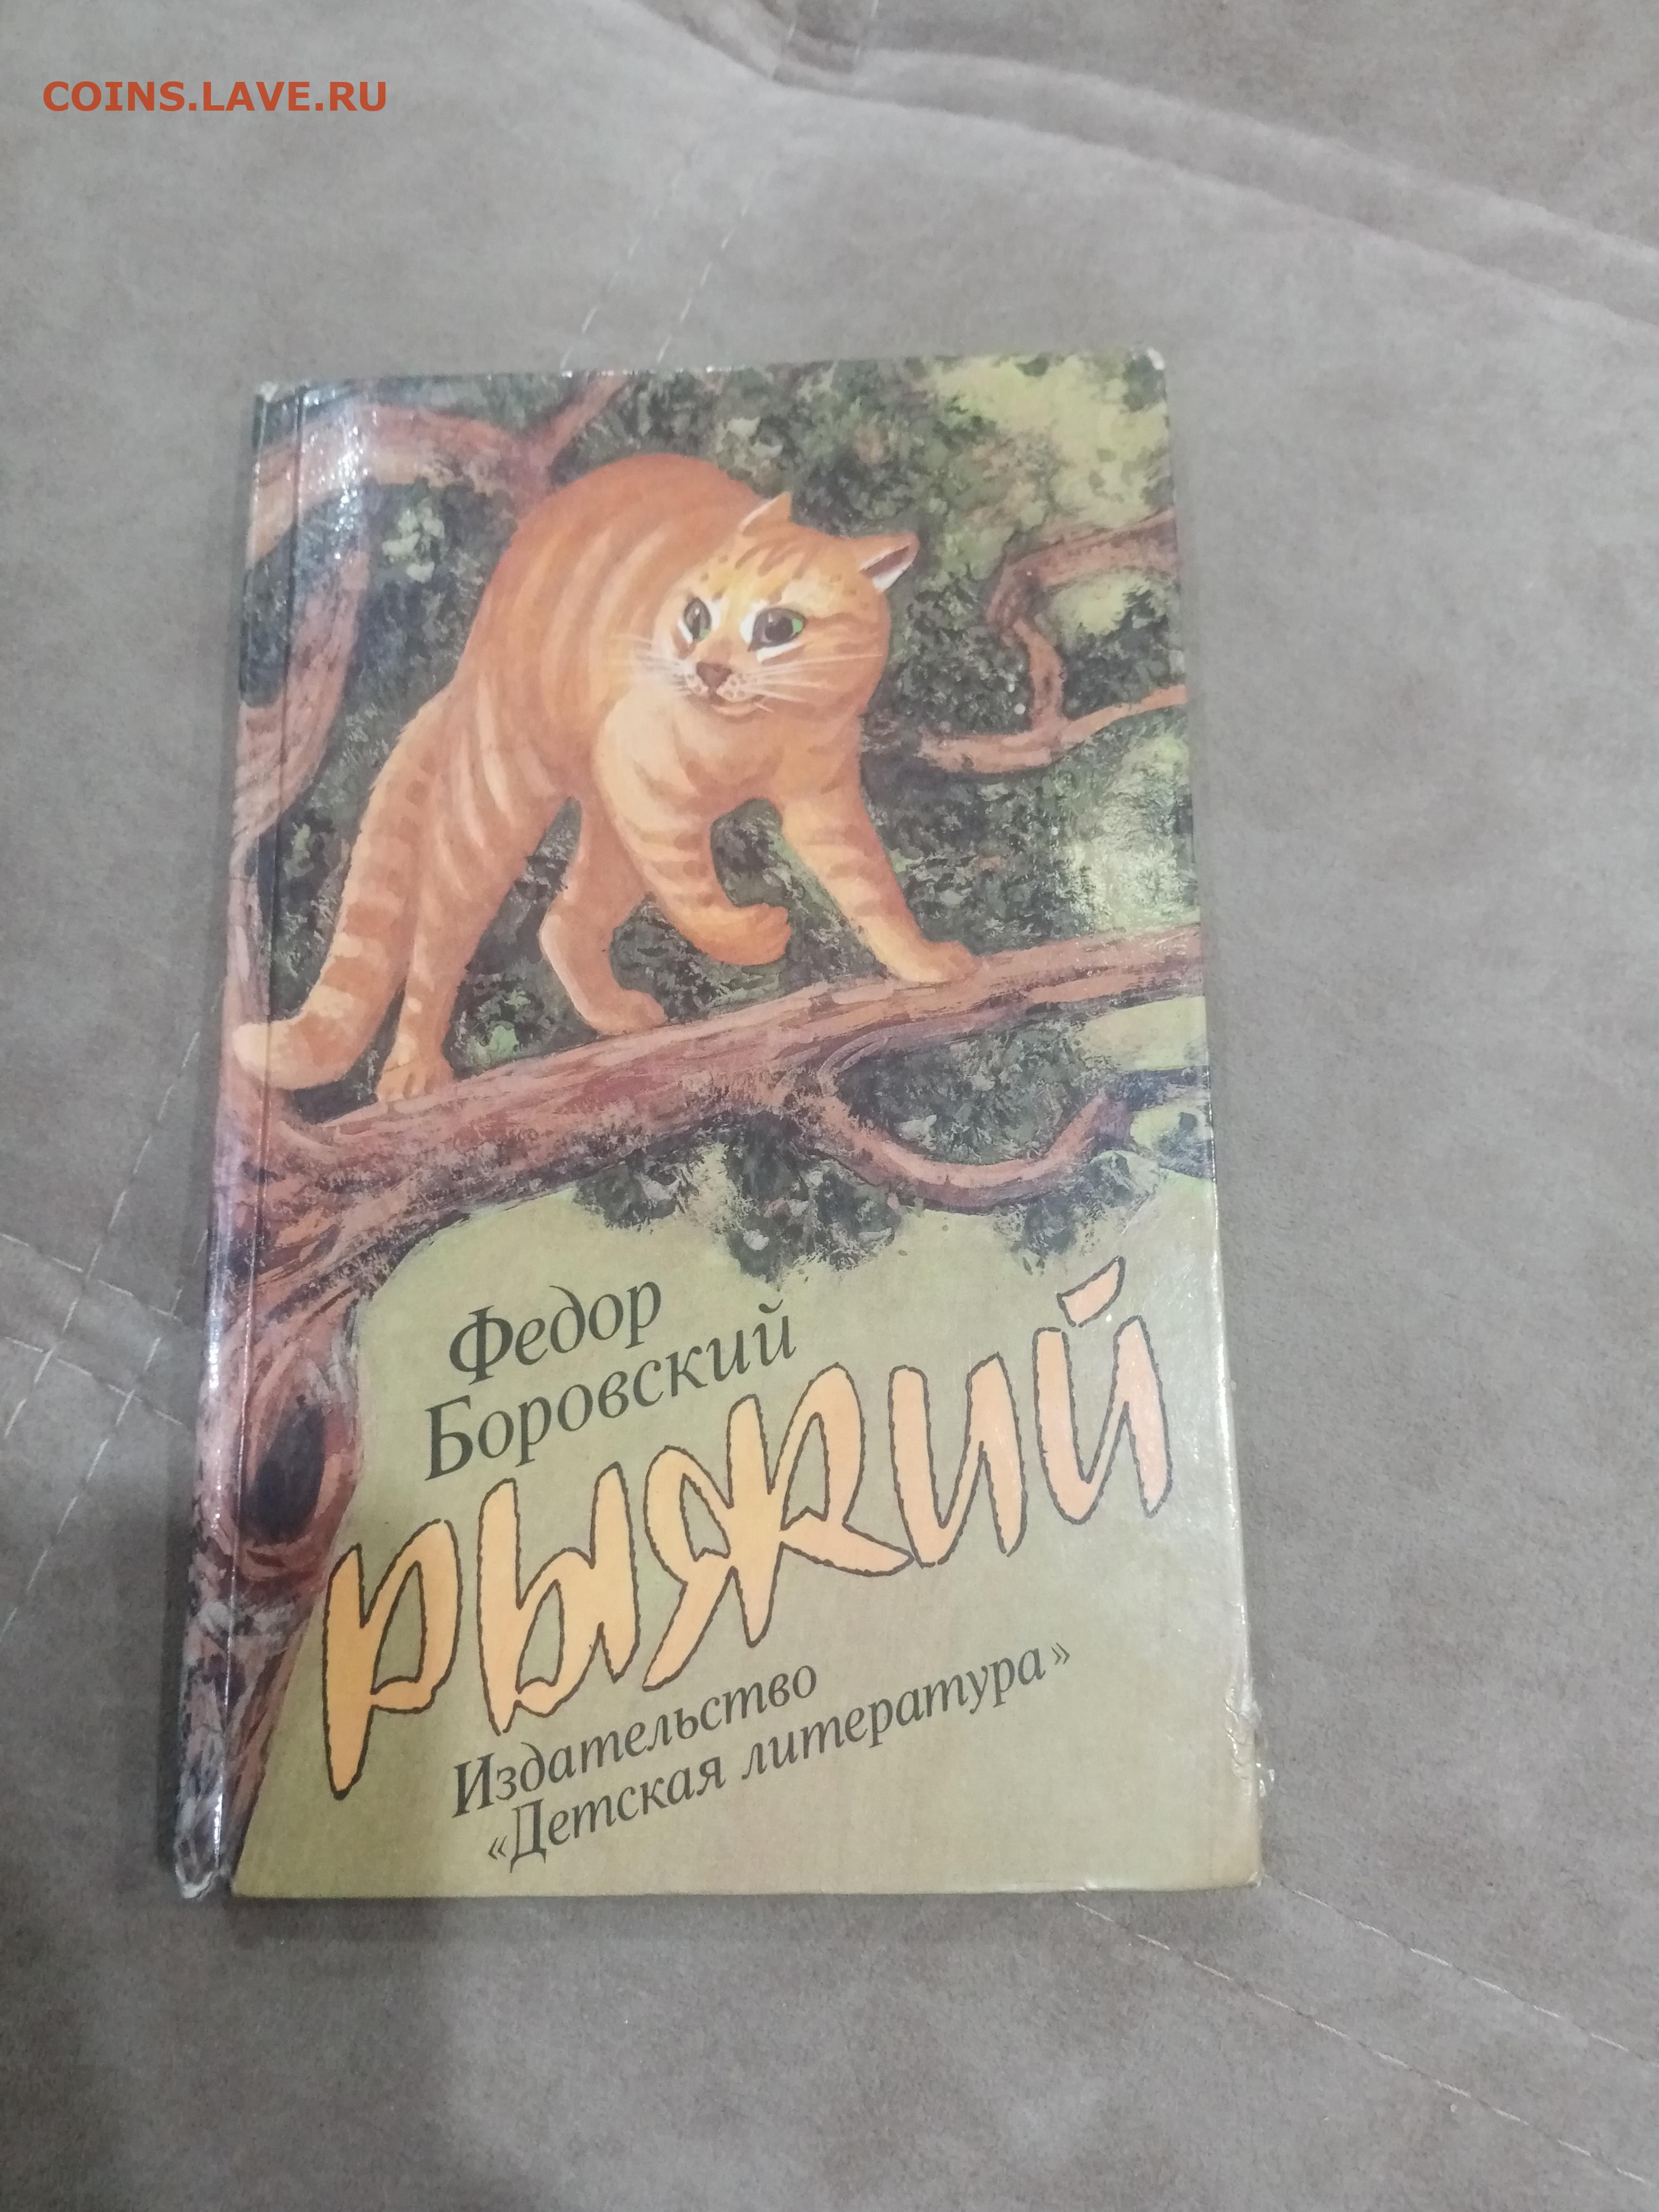 COINS.LAVE.RU
Федор
Боровский
РЫЖИЙ
Издательство
«Детская литература»